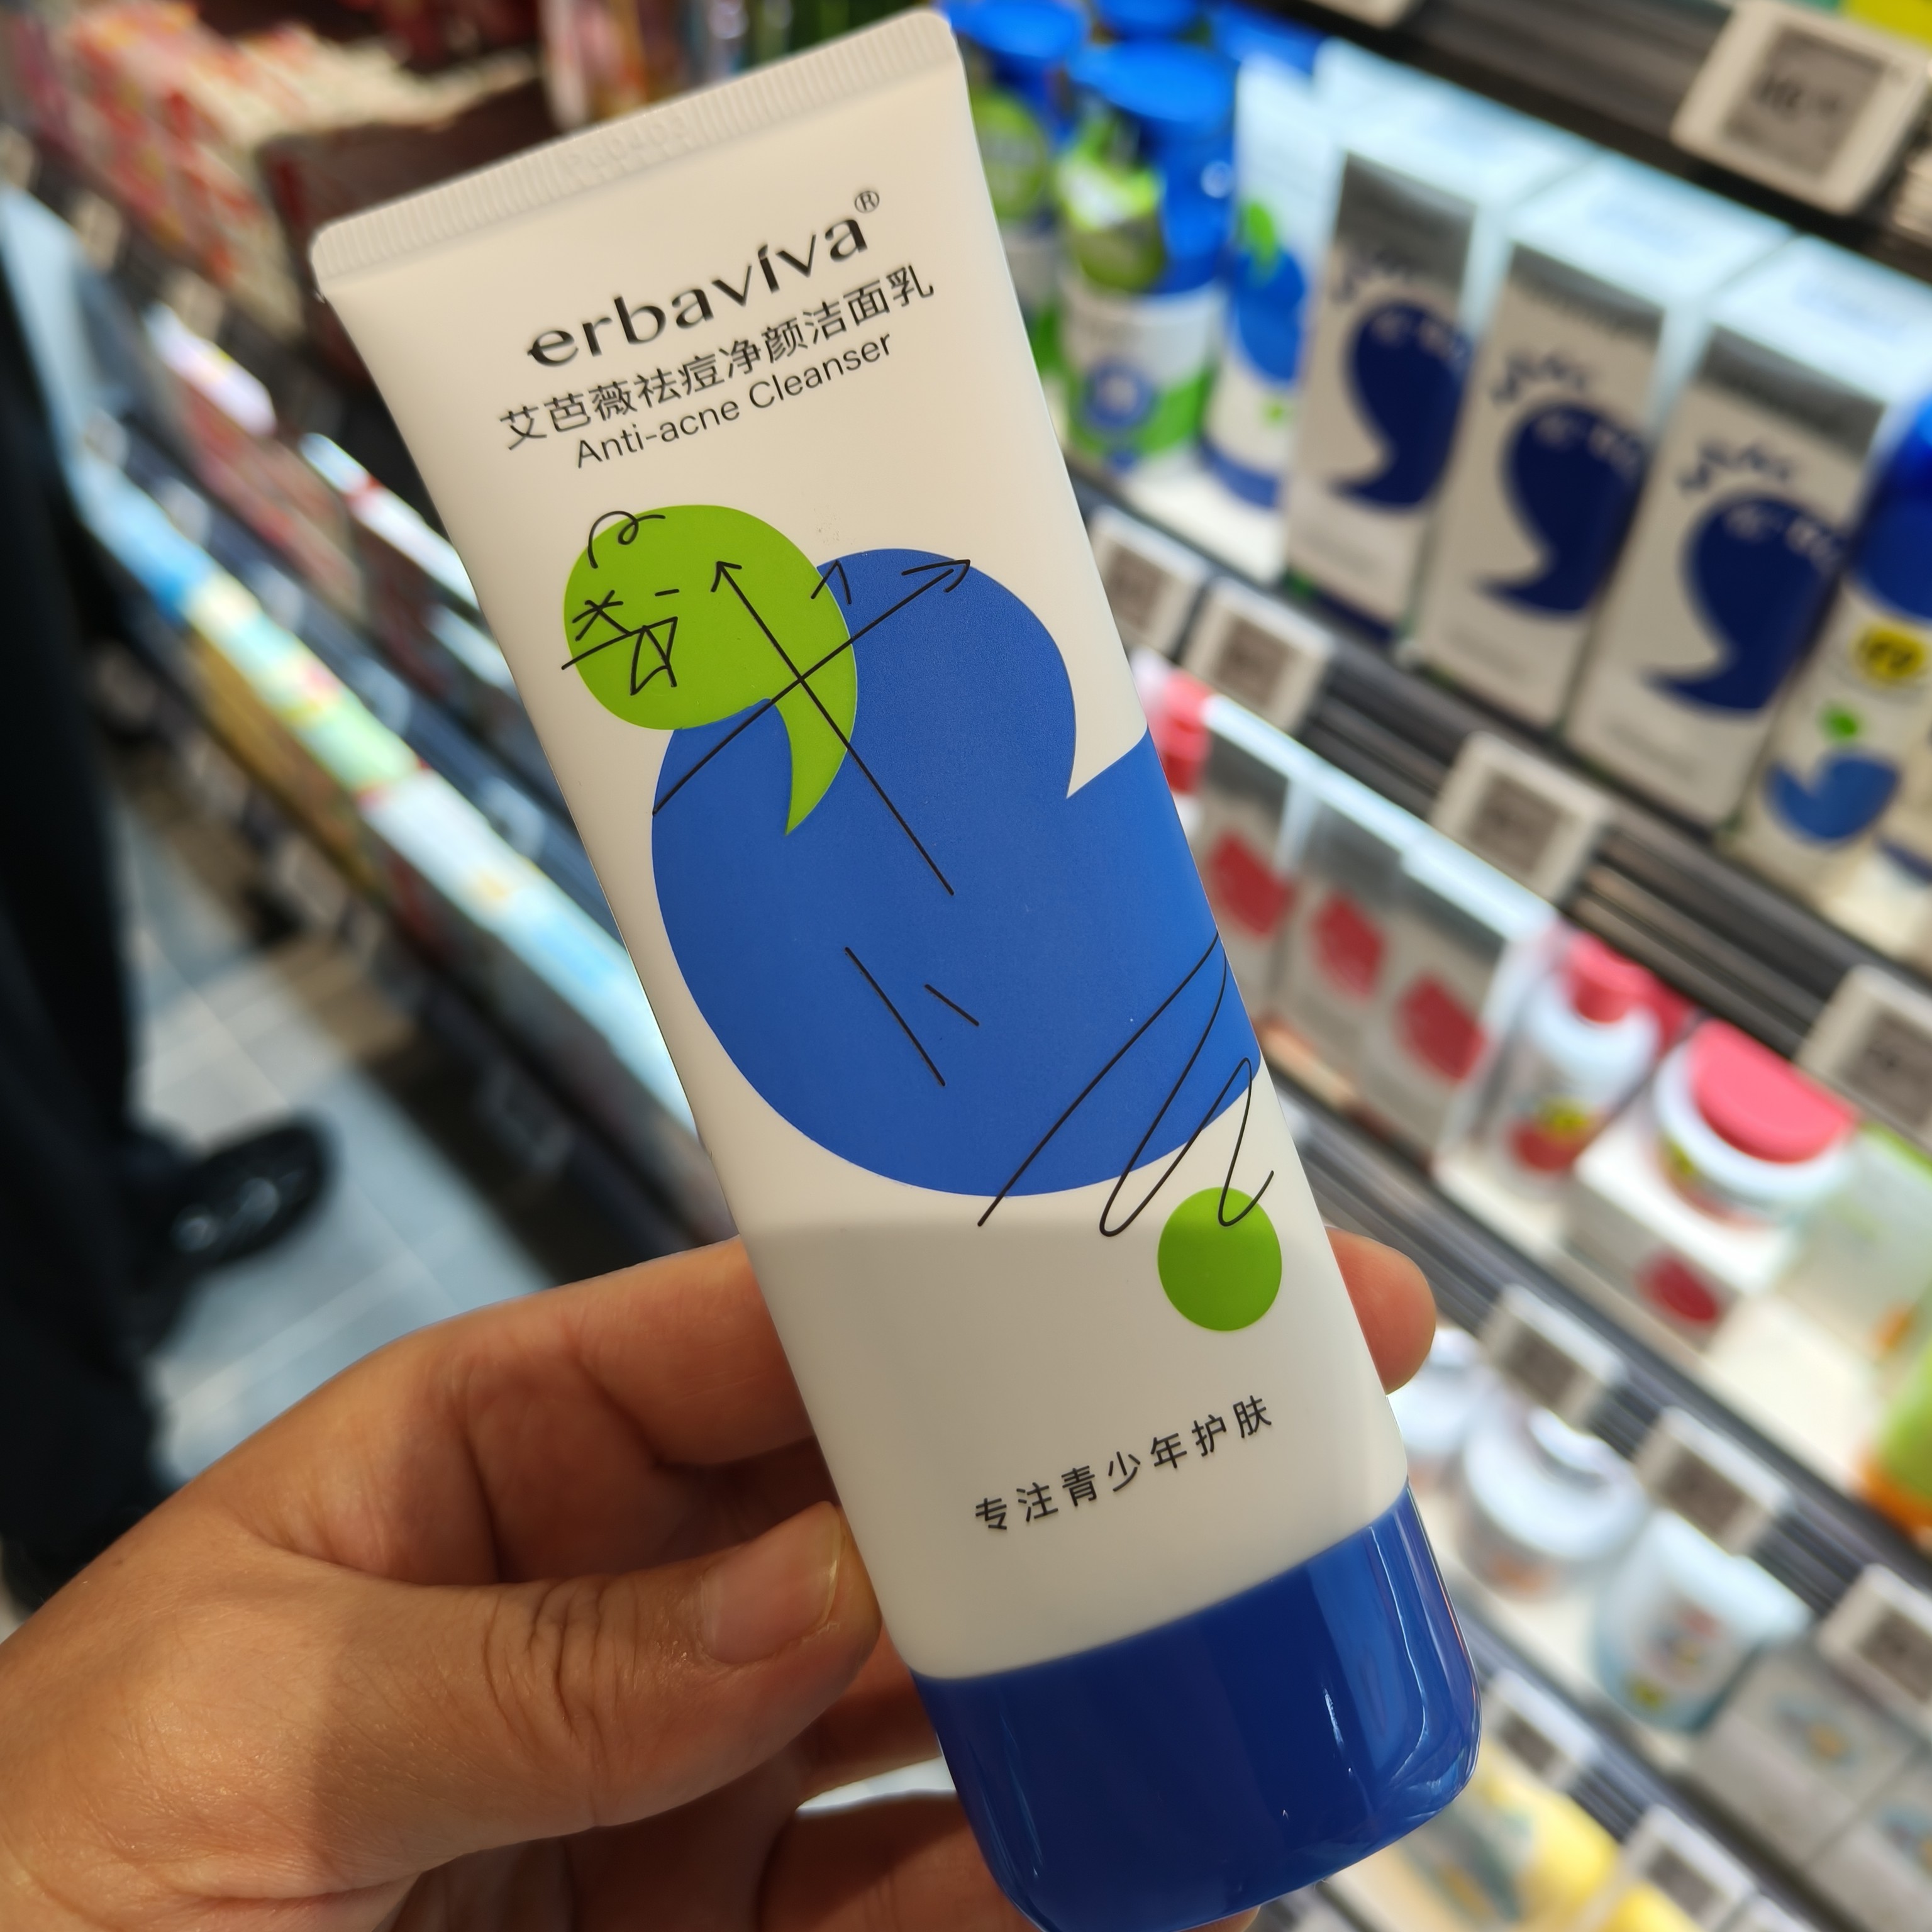 erbaviva®
艾芭薇祛痘净颜洁面乳
Anti-acne Cleanser
专注青少年护肤